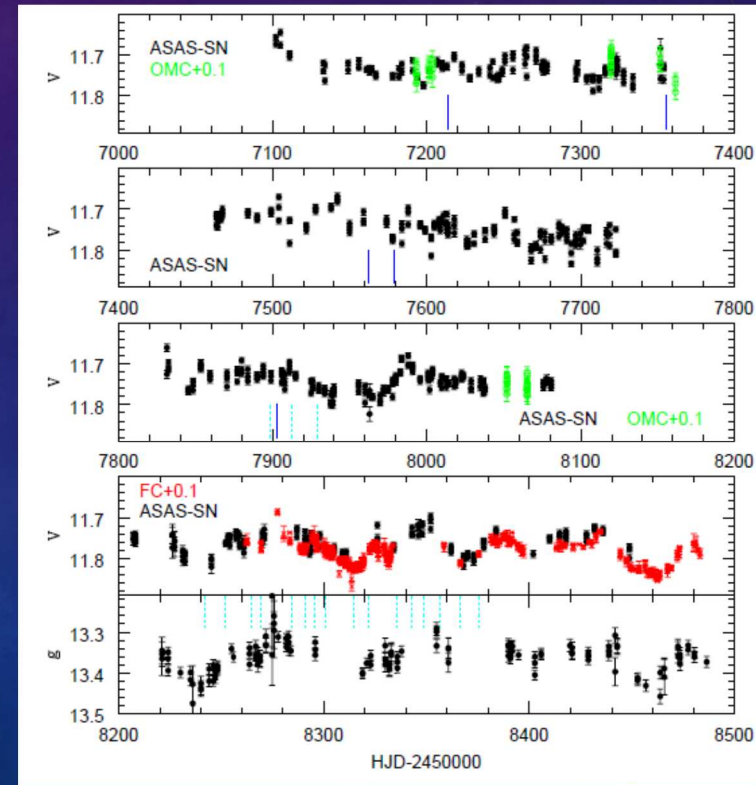 ASAS-SN
OMC+0.1
V
11.7
11.8
7000 7100 7200 7300 7400
V
11.7
11.8
ASAS-SN
7400 7500 7600 7700 7800
V
11.7
11.8
ASAS-SN OMC+0.1
7800 7900 8000 8100 8200
FC+0.1
ASAS-SN
V
11.7
11.8
g
13.3
13.4
13.5
8200 8300 8400 8500
HJD-2450000